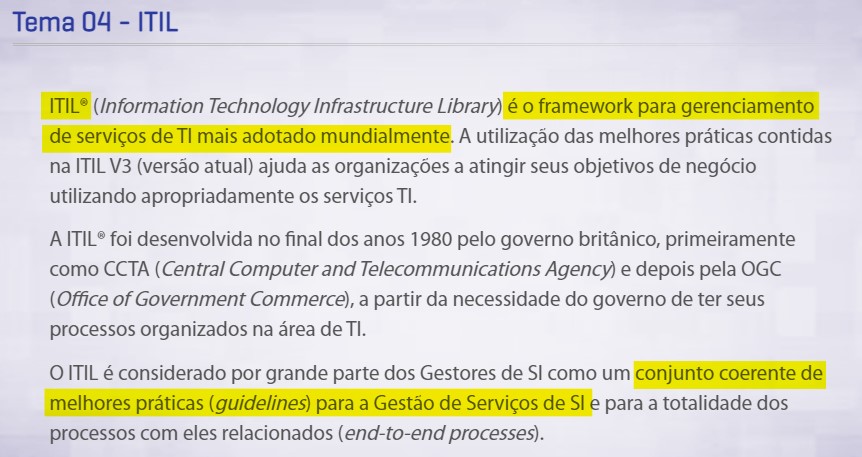 Tema 04 - ITIL
ITIL® (Information Technology Infrastructure Library) é o framework para gerenciamento
de serviços de TI mais adotado mundialmente. A utilização das melhores práticas contidas
na ITIL V3 (versão atual) ajuda as organizações a atingir seus objetivos de negócio
utilizando apropriadamente os serviços TI.
A ITIL® foi desenvolvida no final dos anos 1980 pelo governo britânico, primeiramente
como CCTA (Central Computer and Telecommunications Agency) e depois pela OGC
(Office of Government Commerce), a partir da necessidade do governo de ter seus
processos organizados na área de TI.
O ITIL é considerado por grande parte dos Gestores de SI como um conjunto coerente de
melhores práticas (guidelines) para a Gestão de Serviços de SI e para a totalidade dos
processos com eles relacionados (end-to-end processes).